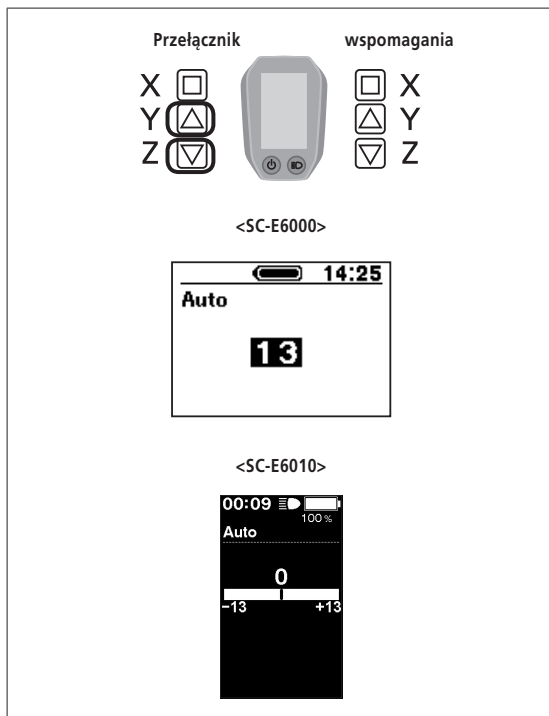 Przełącznik wspomagania
X X
Y Y
Z Z
<SC-E6000>
14:25
Auto
13
<SC-E6010>
00:09
100%
Auto
0
-13 +13